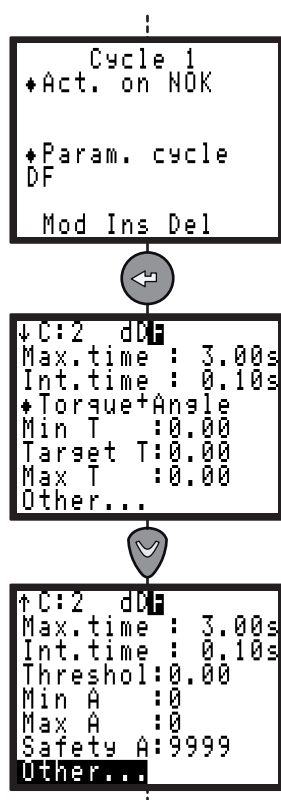 Cycle 1
♦Act. on NOK
♦Param. cycle
DF
Mod Ins Del
↓C:2 dDF
Max.time : 3.00s
Int.time : 0.10s
♦Torque+Angle
Min T :0.00
Target T:0.00
Max T :0.00
Other...
↑C:2 dDF
Max.time : 3.00s
Int.time : 0.10s
Threshol:0.00
Min A :0
Max A :0
Safety A:9999
Other...